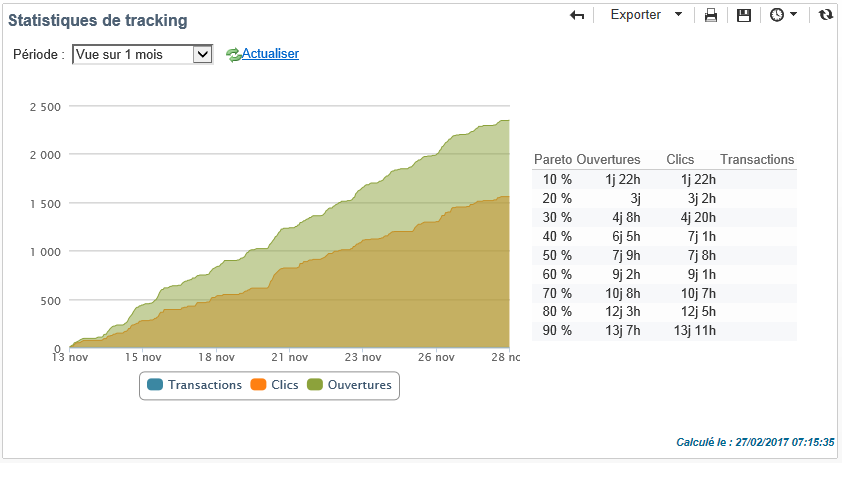 Statistiques de tracking
Exporter
Période : Vue sur 1 mois Actualiser
2 500
2 000
1 500
1 000
500
0
13 nov 15 nov 18 nov 21 nov 23 nov 26 nov 28 nc
Transactions Clics Ouvertures
Pareto Ouvertures Clics Transactions
10 % 1j 22h 1j 22h
20 % 3j 3j 2h
30 % 4j 8h 4j 20h
40 % 6j 5h 7j 1h
50 % 7j 9h 7j 8h
60 % 9j 2h 9j 1h
70 % 10j 8h 10j 7h
80 % 12j 3h 12j 5h
90 % 13j 7h 13j 11h
Calculé le : 27/02/2017 07:15:35